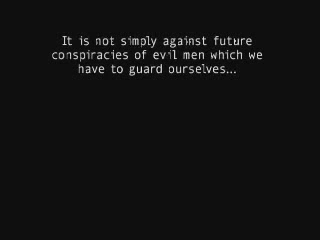 It is not simply against future
conspiracies of evil men which we
have to guard ourselves...